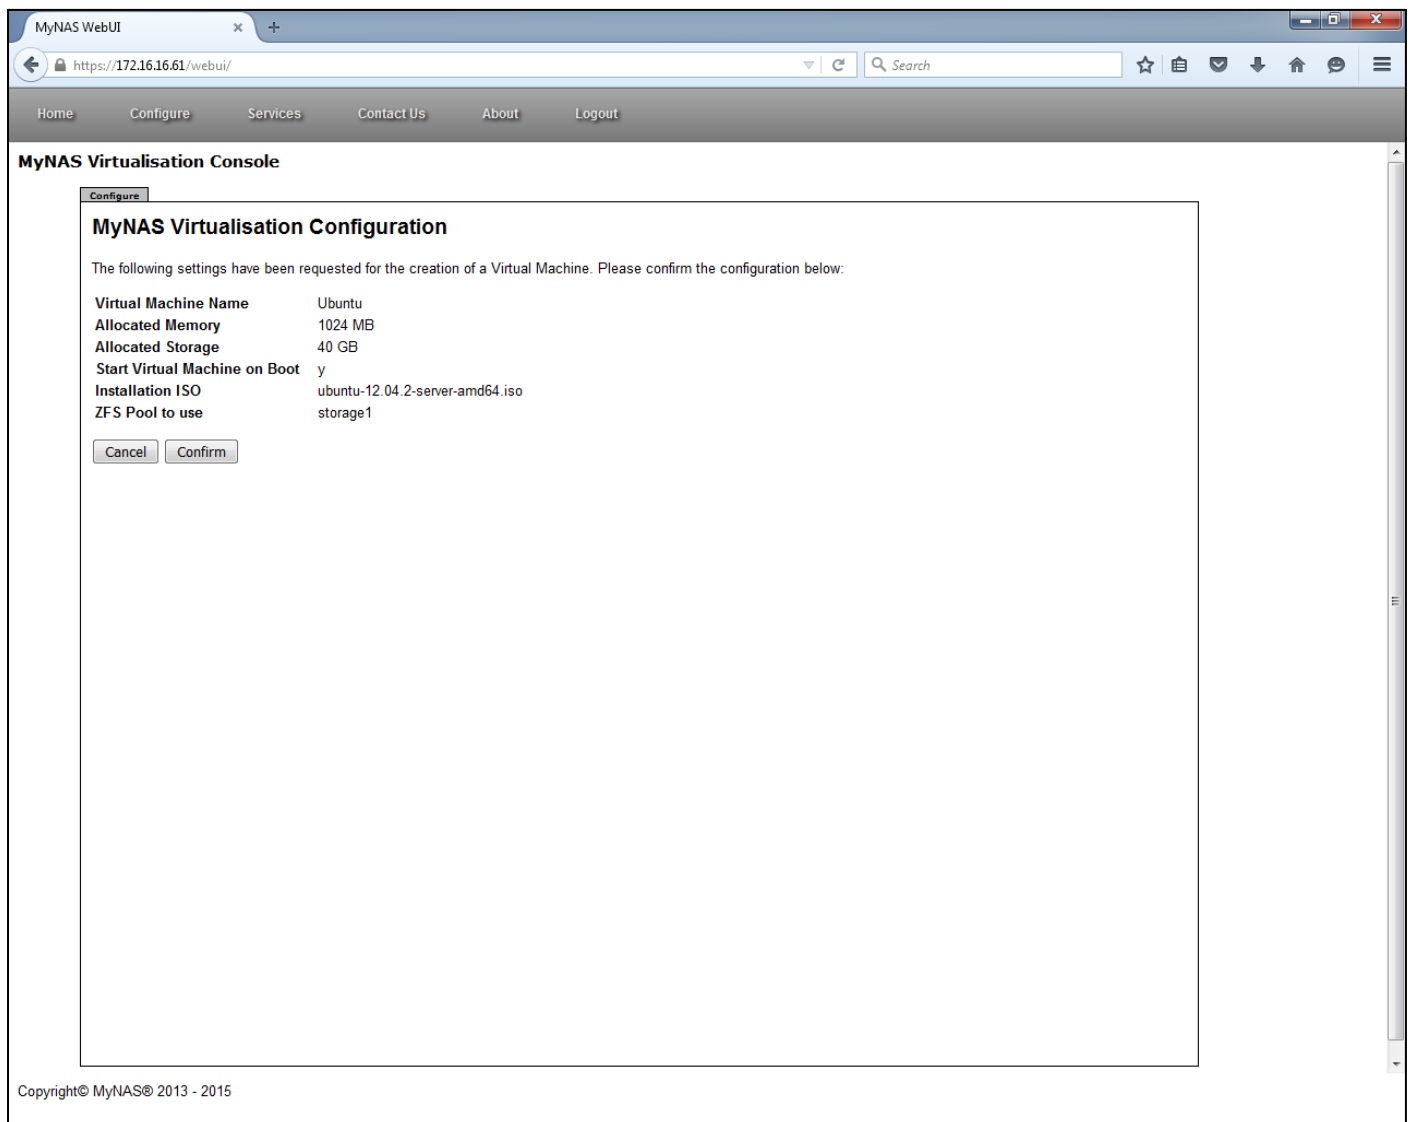 MyNAS WebUI
https://172.16.16.61/webui/
Search
Home Configure Services Contact Us About Logout
MyNAS Virtualisation Console
Configure
MyNAS Virtualisation Configuration
The following settings have been requested for the creation of a Virtual Machine. Please confirm the configuration below:
Virtual Machine Name Ubuntu
Allocated Memory 1024 MB
Allocated Storage 40 GB
Start Virtual Machine on Boot y
Installation ISO ubuntu-12.04.2-server-amd64.iso
ZFS Pool to use storage1
Cancel Confirm
Copyright© MyNAS® 2013 - 2015